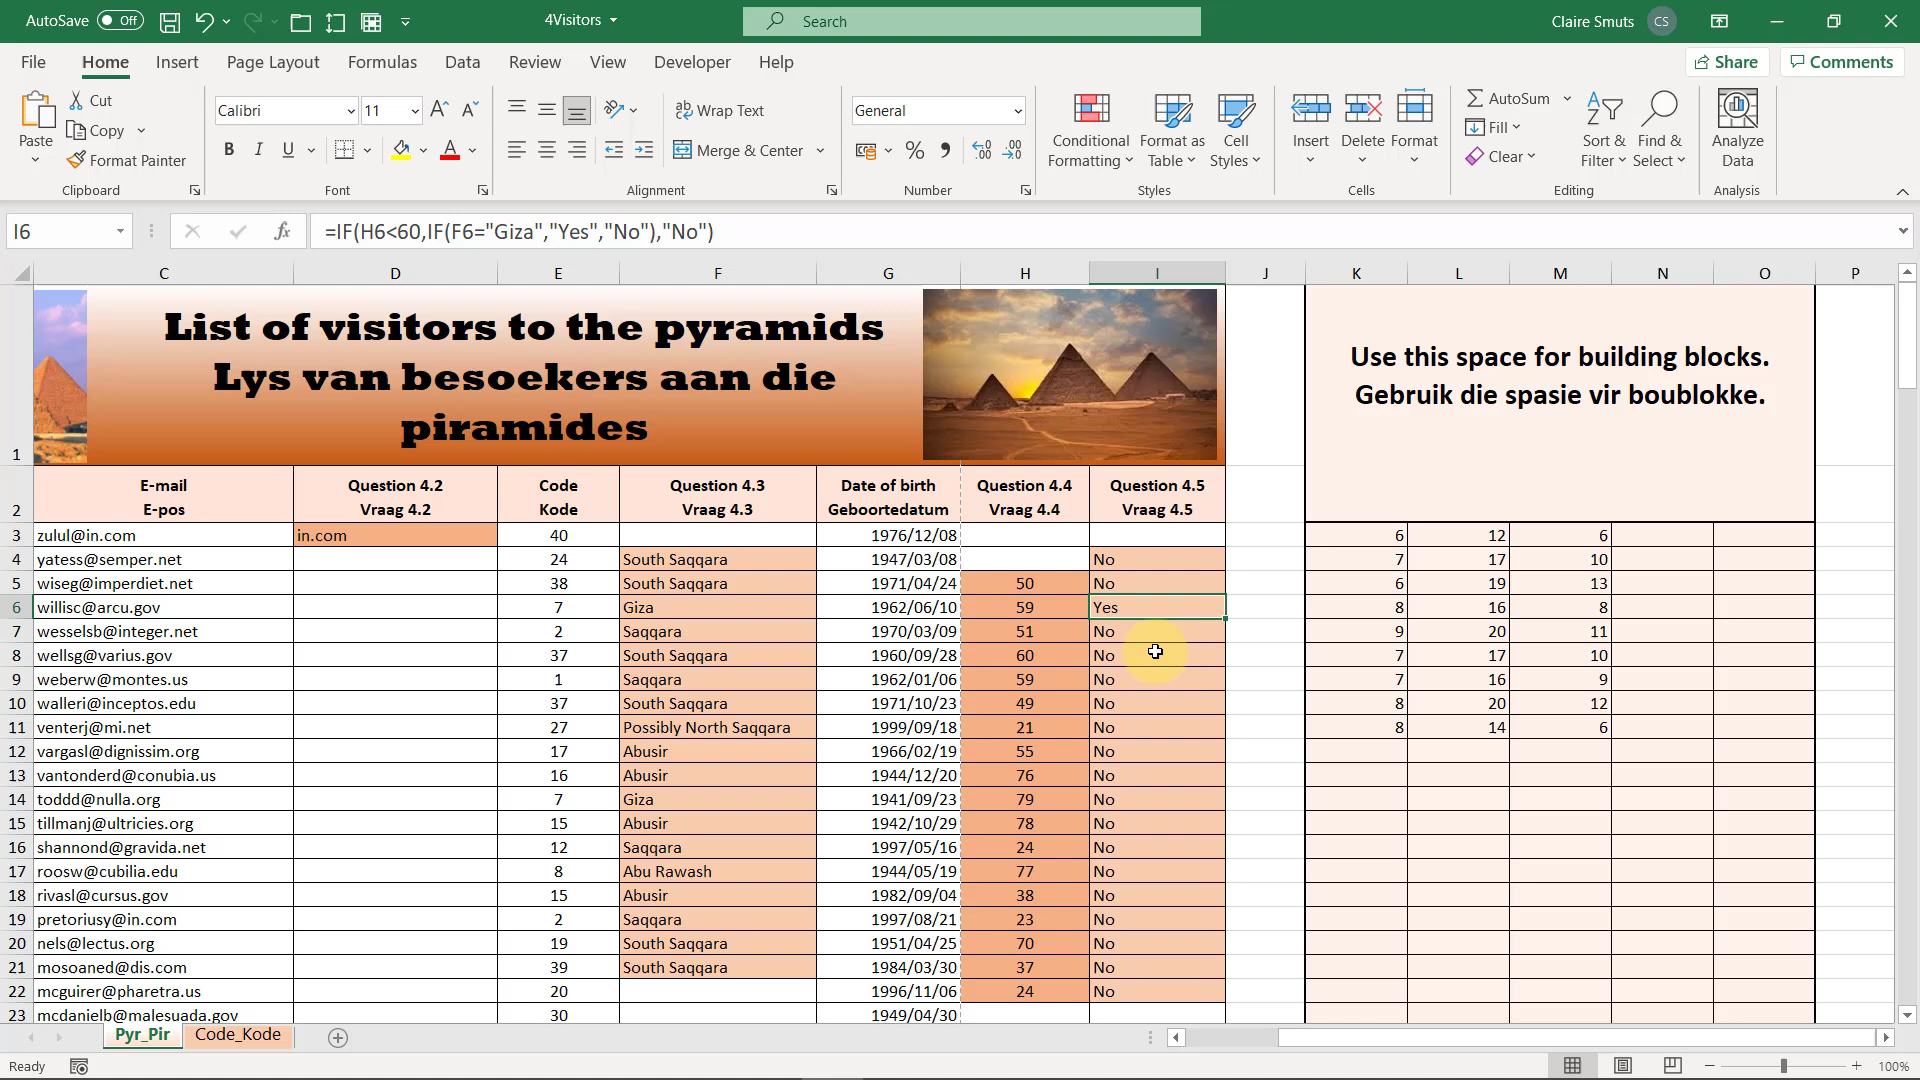 AutoSave Off 4Visitors Search Claire Smuts CS
File Home Insert Page Layout Formulas Data Review View Developer Help Share Comments
Paste Cut Copy Format Painter Clipboard
Calibri 11 B I U Font
Wrap Text Merge & Center Alignment
General % Number
Conditional Formatting Format as Table Cell Styles Styles
Insert Delete Format Cells
AutoSum Fill Clear Sort & Filter Find & Select Editing
Analyze Data Analysis
I6 fx =IF(H6<60,IF(F6="Giza","Yes","No"),"No")
C D E F G H I J K L M N O P
List of visitors to the pyramids
Lys van besoekers aan die
piramides
1
Use this space for building blocks.
Gebruik die spasie vir boublokke.
E-mail Question 4.2 Code Question 4.3 Date of birth Question 4.4 Question 4.5
2 E-pos Vraag 4.2 Kode Vraag 4.3 Geboortedatum Vraag 4.4 Vraag 4.5
3 zulul@in.com in.com 40 1976/12/08 6 12 6
4 yatess@semper.net 24 South Saqqara 1947/03/08 No 7 17 10
5 wiseg@imperdiet.net 38 South Saqqara 1971/04/24 50 No 6 19 13
6 willisc@arcu.gov 7 Giza 1962/06/10 59 Yes 8 16 8
7 wesselsb@integer.net 2 Saqqara 1970/03/09 51 No 9 20 11
8 wellsg@varius.gov 37 South Saqqara 1960/09/28 60 No 7 17 10
9 weberw@montes.us 1 Saqqara 1962/01/06 59 No 7 16 9
10 walleri@inceptos.edu 37 South Saqqara 1971/10/23 49 No 8 20 12
11 venterj@mi.net 27 Possibly North Saqqara 1999/09/18 21 No 8 14 6
12 vargasl@dignissim.org 17 Abusir 1966/02/19 55 No
13 vantonderd@conubia.us 16 Abusir 1944/12/20 76 No
14 toddd@nulla.org 7 Giza 1941/09/23 79 No
15 tillmanj@ultricies.org 15 Abusir 1942/10/29 78 No
16 shannond@gravida.net 12 Saqqara 1997/05/16 24 No
17 roosw@cubilia.edu 8 Abu Rawash 1944/05/19 77 No
18 rivasl@cursus.gov 15 Abusir 1982/09/04 38 No
19 pretoriusy@in.com 2 Saqqara 1997/08/21 23 No
20 nels@lectus.org 19 South Saqqara 1951/04/25 70 No
21 mosoaned@dis.com 39 South Saqqara 1984/03/30 37 No
22 mcguirer@pharetra.us 20 1996/11/06 24 No
23 mcdanielb@malesuada.gov 30 1949/04/30
Pyr_Pir Code_Kode
Ready 100%